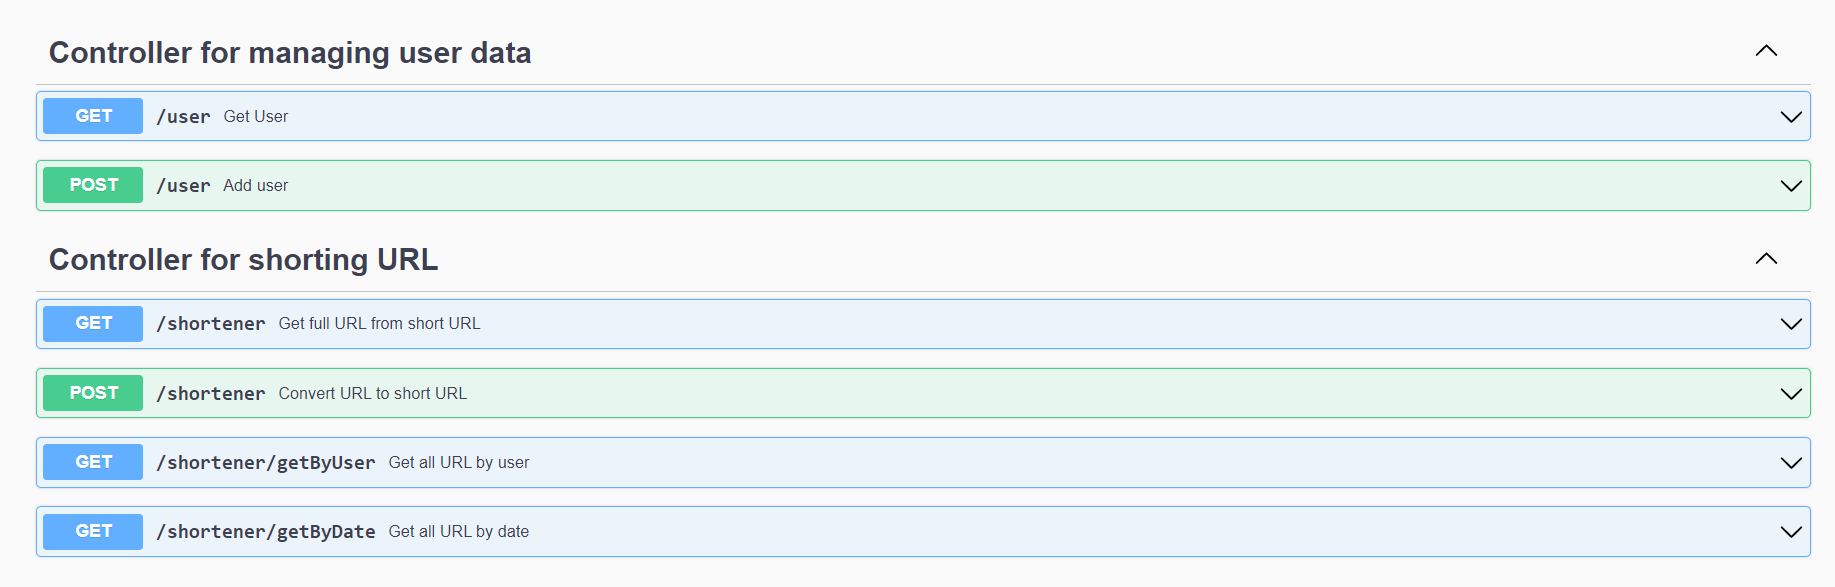 Controller for managing user data
GET /user Get User
POST /user Add user
Controller for shorting URL
GET /shortener Get full URL from short URL
POST /shortener Convert URL to short URL
GET /shortener/getByUser Get all URL by user
GET /shortener/getByDate Get all URL by date